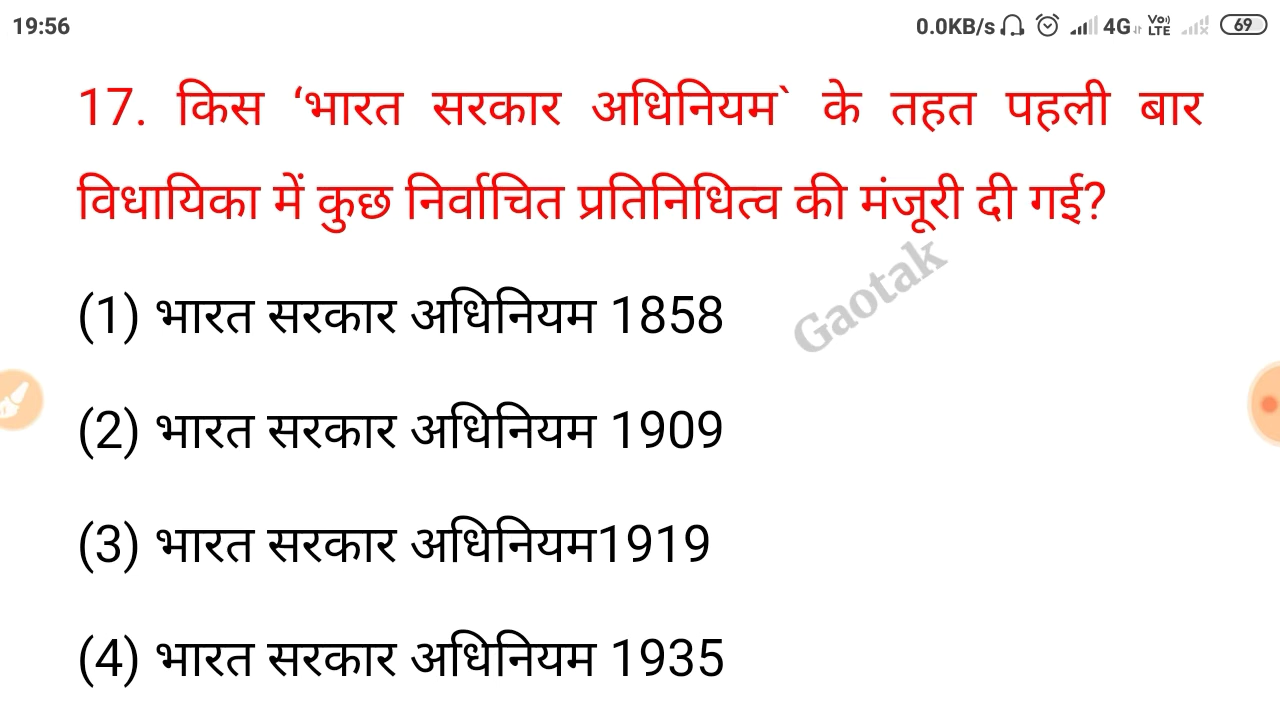 19:56
0.0KB/s 4G Vo) LTE 69
17. किस ‘भारत सरकार अधिनियम` के तहत पहली बार
विधायिका में कुछ निर्वाचित प्रतिनिधित्व की मंजूरी दी गई?
Gaotak
(1) भारत सरकार अधिनियम 1858
(2) भारत सरकार अधिनियम 1909
(3) भारत सरकार अधिनियम1919
(4) भारत सरकार अधिनियम 1935